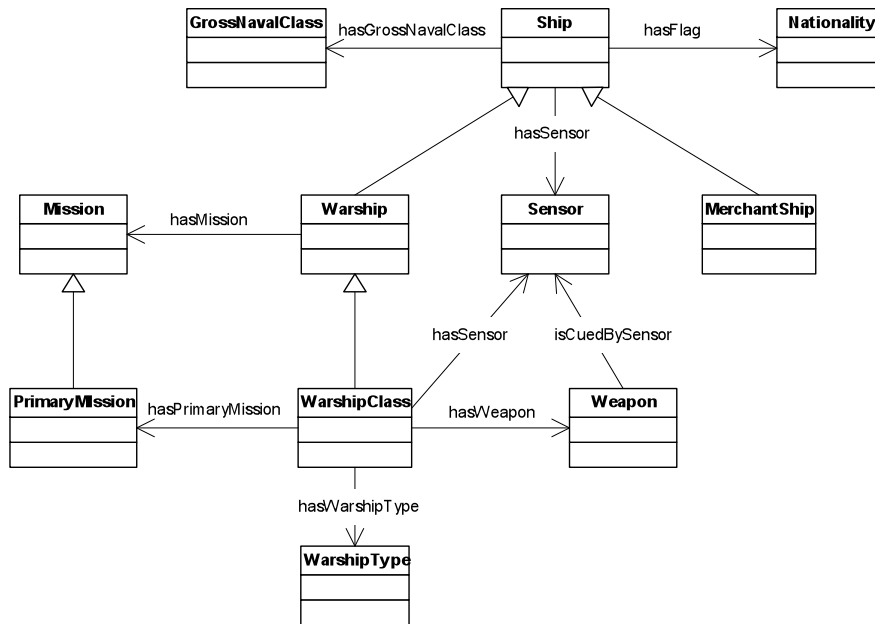 GrossNavalClass
hasGrossNavalClass
Ship
hasFlag
Nationality
hasSensor
Mission
hasMission
Warship
Sensor
MerchantShip
hasSensor
isCuedBySensor
PrimaryMIssion
hasPrimaryMission
WarshipClass
hasWeapon
Weapon
hasWarshipType
WarshipType